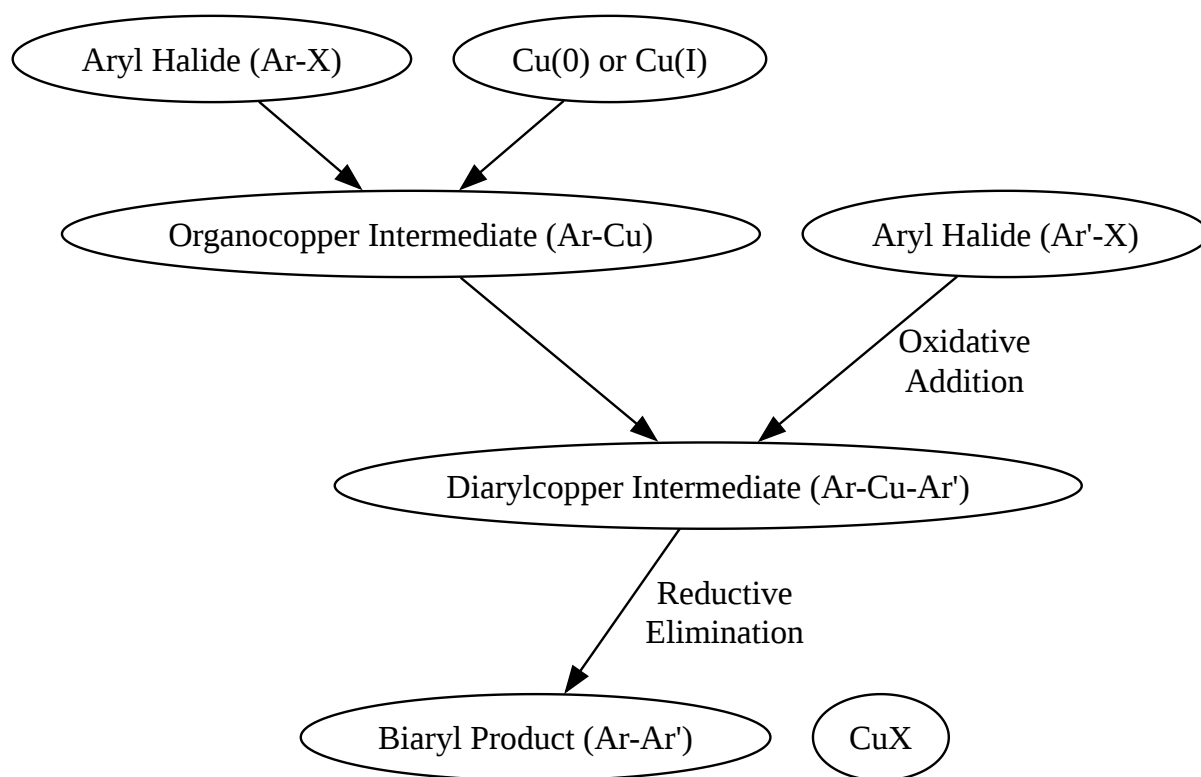 Aryl Halide (Ar-X)
Cu(0) or Cu(I)
Organocopper Intermediate (Ar-Cu)
Aryl Halide (Ar'-X)
Oxidative
Addition
Diarylcopper Intermediate (Ar-Cu-Ar')
Reductive
Elimination
Biaryl Product (Ar-Ar')
CuX